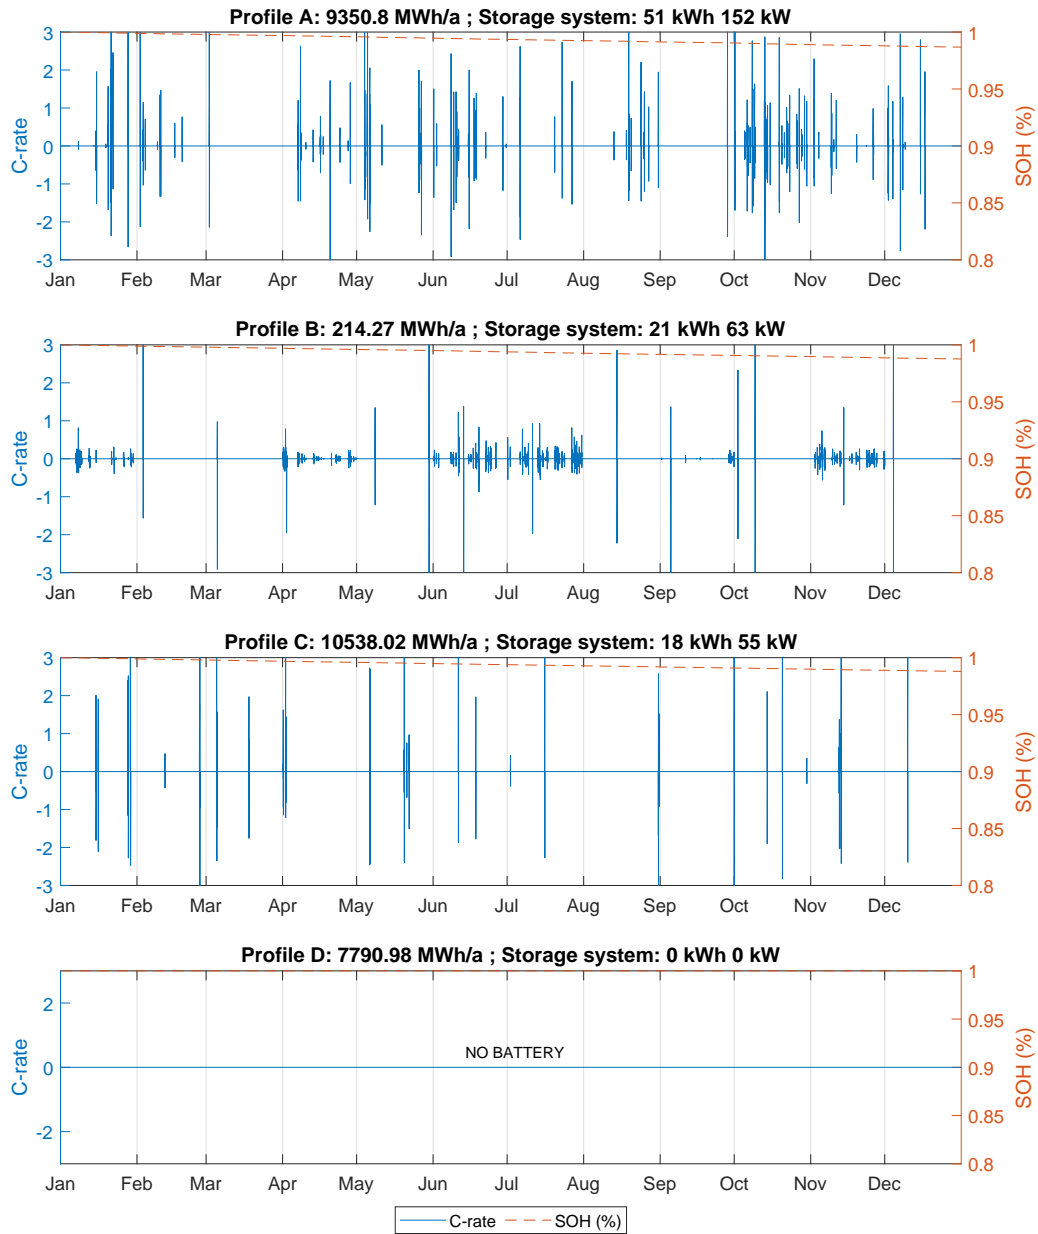 Profile A: 9350.8 MWh/a ; Storage system: 51 kWh 152 kW
3 1
2 0.95
1
0 0.9
-1
-2 0.85
-3 0.8
C-rate
SOH (%)
Jan Feb Mar Apr May Jun Jul Aug Sep Oct Nov Dec
Profile B: 214.27 MWh/a ; Storage system: 21 kWh 63 kW
3 1
2 0.95
1
0 0.9
-1
-2 0.85
-3 0.8
C-rate
SOH (%)
Jan Feb Mar Apr May Jun Jul Aug Sep Oct Nov Dec
Profile C: 10538.02 MWh/a ; Storage system: 18 kWh 55 kW
3 1
2 0.95
1
0 0.9
-1
-2 0.85
-3 0.8
C-rate
SOH (%)
Jan Feb Mar Apr May Jun Jul Aug Sep Oct Nov Dec
Profile D: 7790.98 MWh/a ; Storage system: 0 kWh 0 kW
1
2 0.95
NO BATTERY
0 0.9
0.85
-2
0.8
C-rate
SOH (%)
Jan Feb Mar Apr May Jun Jul Aug Sep Oct Nov Dec
C-rate SOH (%)